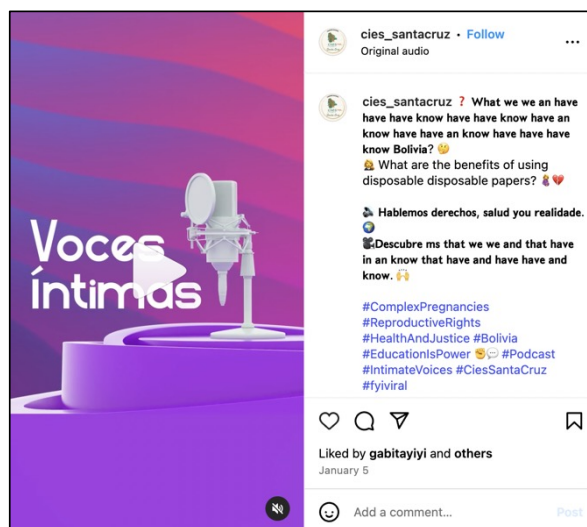 Voces
Íntimas
cies_santacruz • Follow
Original audio
cies_santacruz ❓ What we we an have
have have know have have know have an
know have have an know have have have
know Bolivia? 🤔
🤷 What are the benefits of using
disposable disposable papers? 🤰💔
🔊 Hablemos derechos, salud you realidade.
🌍
🎥Descubre ms that we we and that have
in an know that have and have have and
know. 🙌
#ComplexPregnancies
#ReproductiveRights
#HealthAndJustice #Bolivia
#EducationIsPower ✊💬 #Podcast
#IntimateVoices #CiesSantaCruz
#fyiviral
Liked by gabitayiyi and others
January 5
Add a comment...
Post